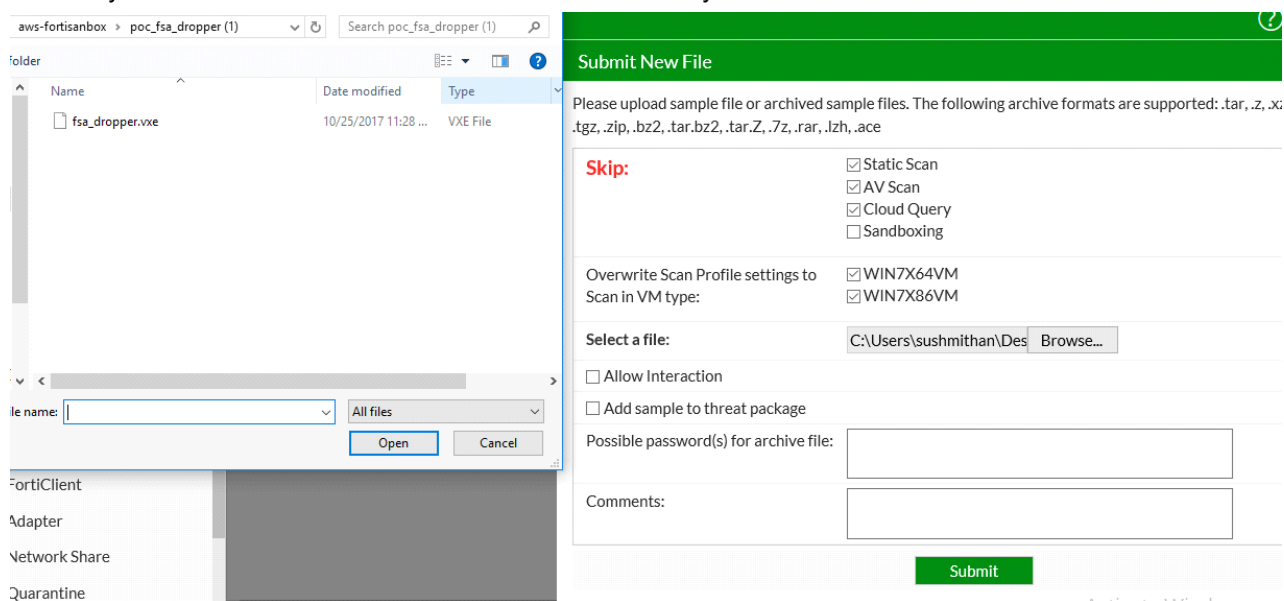 aws-fortisanbox > poc_fsa_dropper (1)
Search poc_fsa_dropper (1)
folder
Name
Date modified
Type
fsa_dropper.vxe
10/25/2017 11:28 ...
VXE File
ile name:
All files
Open
Cancel
FortiClient
Adapter
Network Share
Quarantine
Submit New File
Please upload sample file or archived sample files. The following archive formats are supported: .tar, .z, .xz
.tgz, .zip, .bz2, .tar.bz2, .tar.Z, .7z, .rar, .lzh, .ace
Skip:
Static Scan
AV Scan
Cloud Query
Sandboxing
Overwrite Scan Profile settings to
Scan in VM type:
WIN7X64VM
WIN7X86VM
Select a file:
C:\Users\sushmithan\Des
Browse...
Allow Interaction
Add sample to threat package
Possible password(s) for archive file:
Comments:
Submit